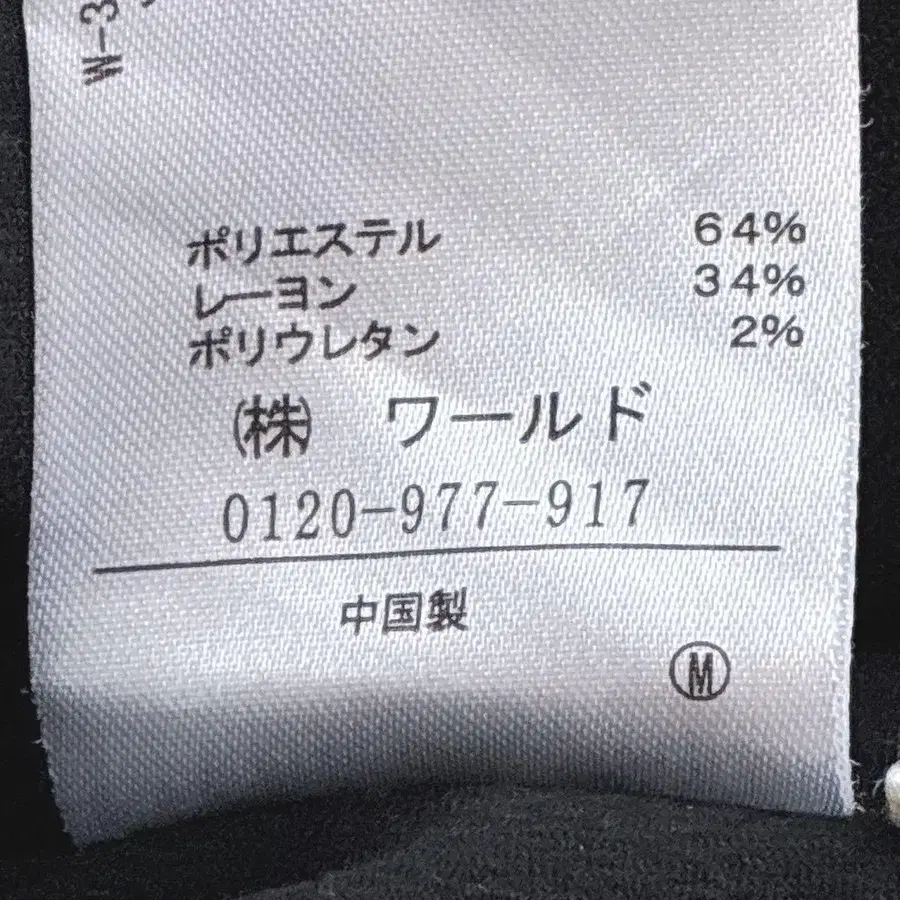 W-3
ポリエステル 64%
レーヨン 34%
ポリウレタン 2%
㈱ ワールド
0120-977-917
中国製
Ⓜ